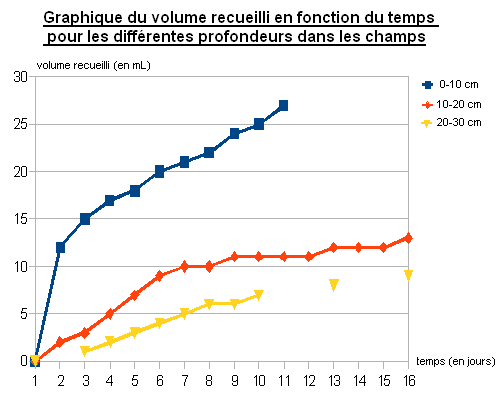 Graphique du volume recueilli en fonction du temps
pour les différentes profondeurs dans les champs
volume recueilli (en mL)
30
25
20
15
10
5
0
0-10 cm
10-20 cm
20-30 cm
temps (en jours)
1 2 3 4 5 6 7 8 9 10 11 12 13 14 15 16